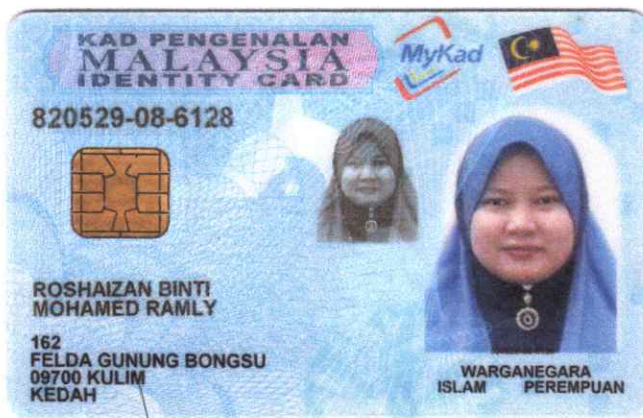 KAD PENGENALAN
MALAYSIA
IDENTITY CARD
MyKad
820529-08-6128
ROSHAIZAN BINTI
MOHAMED RAMLY
162
FELDA GUNUNG BONGSU
09700 KULIM
KEDAH
WARGANEGARA
ISLAM PEREMPUAN